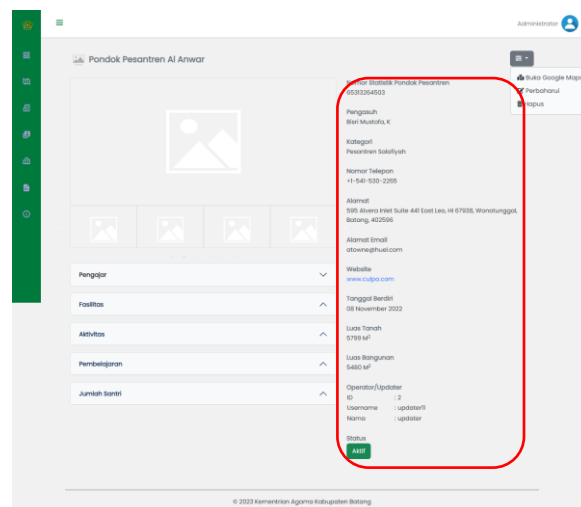 Administrator
Pondok Pesantren Al Anwar
Buka Google Maps
Perbaharui
Hapus
Nomor Statistik Pondok Pesantren
65313264503
Pengasuh
Bisri Mustofa, K
Kategori
Pesantren Salafiyah
Nomor Telepon
+1-541-530-2265
Alamat
595 Alvera Inlet Suite 441 East Leo, HI 67938, Wonotunggal,
Batang, 402596
Alamat Email
atowne@huel.com
Website
www.culpa.com
Tanggal Berdiri
08 November 2022
Luas Tanah
5799 M²
Luas Bangunan
5460 M²
Operator/Updater
ID : 2
Username : updater11
Nama : updater
Status
Aktif
Pengajar
Fasilitas
Aktivitas
Pembelajaran
Jumlah Santri
© 2023 Kementrian Agama Kabupaten Batang